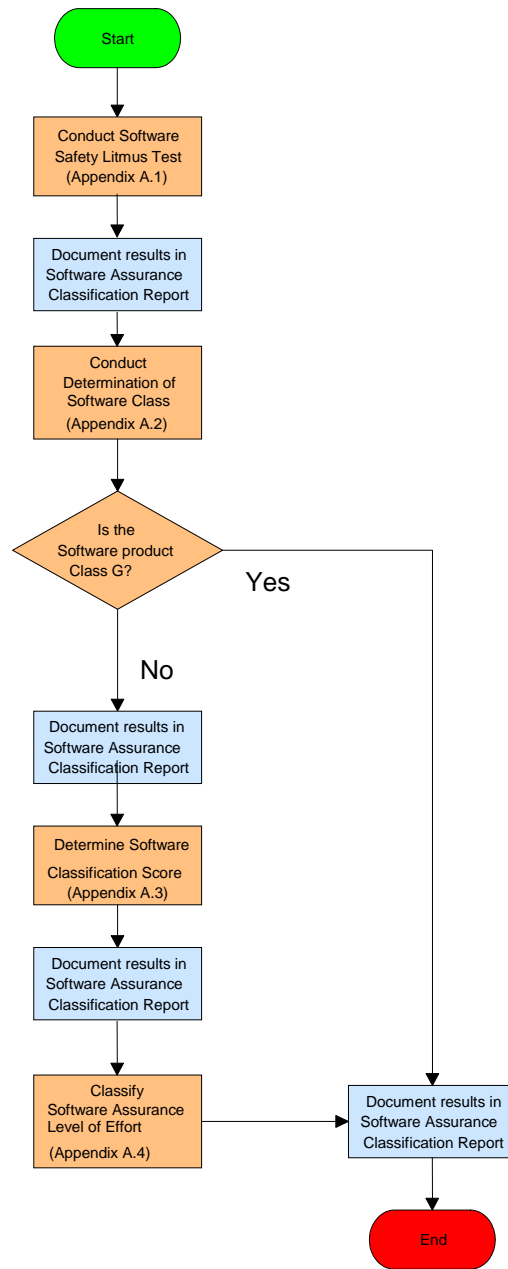 Start
Conduct Software
Safety Litmus Test
(Appendix A.1)
Document results in
Software Assurance
Classification Report
Conduct
Determination of
Software Class
(Appendix A.2)
Is the
Software product
Class G?
Yes
No
Document results in
Software Assurance
Classification Report
Determine Software
Classification Score
(Appendix A.3)
Document results in
Software Assurance
Classification Report
Classify
Software Assurance
Level of Effort
(Appendix A.4)
Document results in
Software Assurance
Classification Report
End